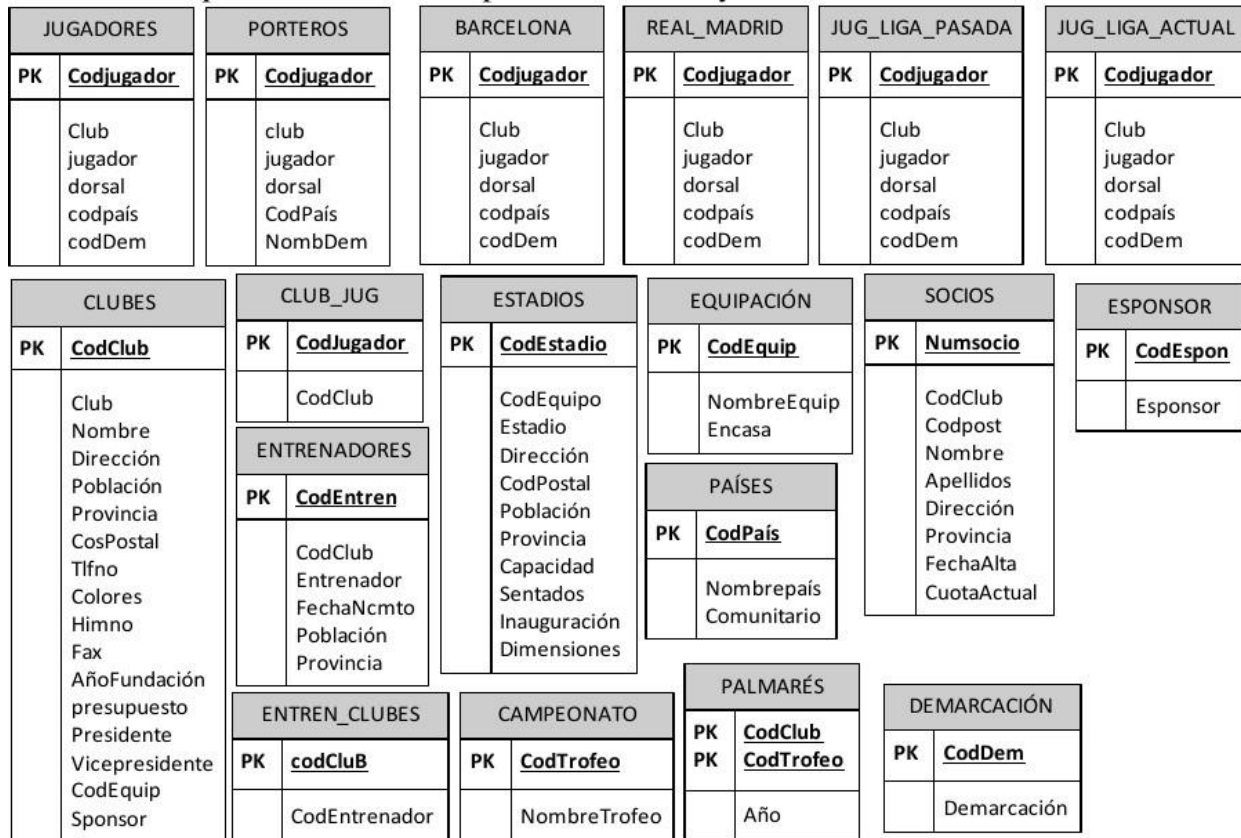 JUGADORES
PK Codjugador
Club
jugador
dorsal
codpaís
codDem
PORTEROS
PK Codjugador
club
jugador
dorsal
CodPaís
NombDem
BARCELONA
PK Codjugador
Club
jugador
dorsal
codpaís
codDem
REAL_MADRID
PK Codjugador
Club
jugador
dorsal
codpaís
codDem
JUG_LIGA_PASADA
PK Codjugador
Club
jugador
dorsal
codpaís
codDem
JUG_LIGA_ACTUAL
PK Codjugador
Club
jugador
dorsal
codpaís
codDem
CLUBES
PK CodClub
Club
Nombre
Dirección
Población
Provincia
CosPostal
Tlfno
Colores
Himno
Fax
AñoFundación
presupuesto
Presidente
Vicepresidente
CodEquip
Sponsor
CLUB_JUG
PK CodJugador
CodClub
ENTRENADORES
PK CodEntren
CodClub
Entrenador
FechaNcmto
Población
Provincia
ENTREN_CLUBES
PK codCluB
CodEntrenador
ESTADIOS
PK CodEstadio
CodEquipo
Estadio
Dirección
CodPostal
Población
Provincia
Capacidad
Sentados
Inauguración
Dimensiones
CAMPEONATO
PK CodTrofeo
NombreTrofeo
EQUIPACIÓN
PK CodEquip
NombreEquip
Encasa
PAÍSES
PK CodPaís
Nombrepaís
Comunitario
PALMARÉS
PK CodClub
PK CodTrofeo
Año
SOCIOS
PK Numsocio
CodClub
Codpost
Nombre
Apellidos
Dirección
Provincia
FechaAlta
CuotaActual
DEMARCACIÓN
PK CodDem
Demarcación
ESPONSOR
PK CodEspon
Esponsor